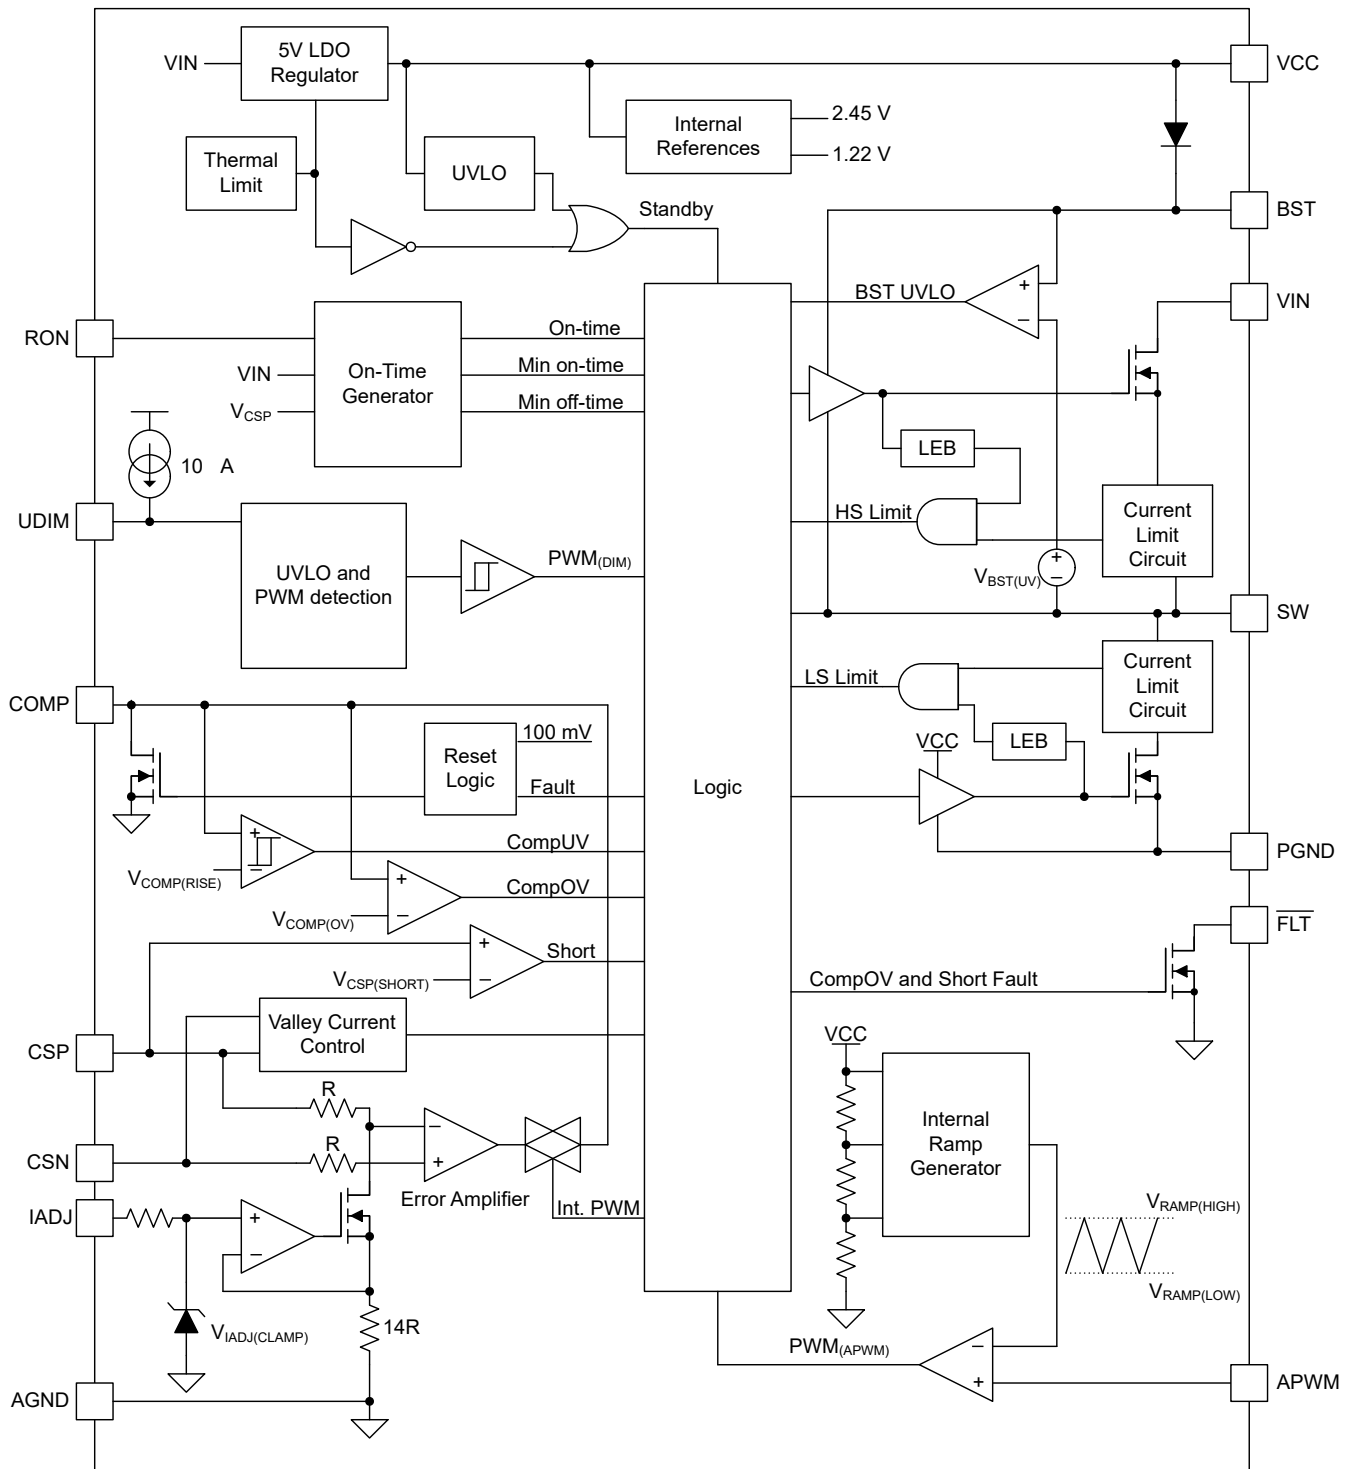 5V LDO
Regulator
VIN
VCC
Internal
References
2.45 V
1.22 V
Thermal
Limit
UVLO
Standby
BST
BST UVLO
+
−
VIN
RON
On-Time
Generator
VIN
VCSP
On-time
Min on-time
Min off-time
10 A
LEB
UDIM
UVLO and
PWM detection
PWM(DIM)
HS Limit
Current
Limit
Circuit
VBST(UV)
+
−
SW
COMP
LS Limit
Current
Limit
Circuit
LEB
VCC
Reset
Logic
100 mV
Fault
Logic
+
−
VCOMP(RISE)
CompUV
PGND
+
−
VCOMP(OV)
CompOV
FLT
+
−
VCSP(SHORT)
Short
CompOV and Short Fault
Valley Current
Control
CSP
VCC
R
Internal
Ramp
Generator
CSN
R
−
+
Error Amplifier
Int. PWM
IADJ
+
−
VRAMP(HIGH)
VRAMP(LOW)
VIADJ(CLAMP)
14R
PWM(APWM)
−
+
APWM
AGND